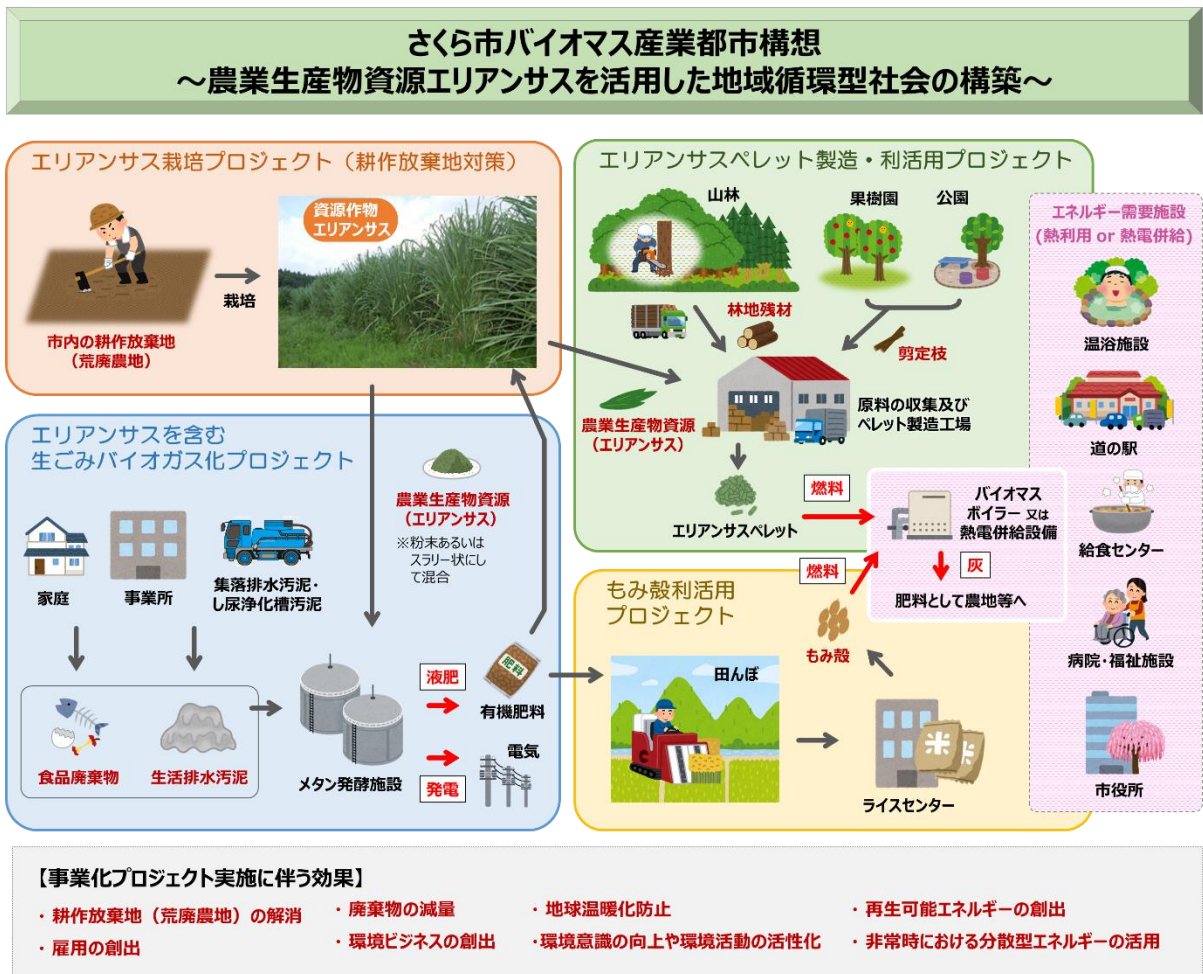 さくら市バイオマス産業都市構想
～農業生産物資源エリアンサスを活用した地域循環型社会の構築～
エリアンサス栽培プロジェクト（耕作放棄地対策）
資源作物
エリアンサス
栽培
市内の耕作放棄地
（荒廃農地）
エリアンサスペレット製造・利活用プロジェクト
山林
果樹園
公園
林地残材
剪定枝
農業生産物資源
（エリアンサス）
原料の収集及び
ペレット製造工場
エリアンサスペレット
燃料
バイオマス
ボイラー 又は
熱電併給設備
灰
肥料として農地等へ
エネルギー需要施設
(熱利用 or 熱電併給)
温浴施設
道の駅
給食センター
病院・福祉施設
市役所
エリアンサスを含む
生ごみバイオガス化プロジェクト
農業生産物資源
（エリアンサス）
※粉末あるいは
スラリー状にし
て混合
家庭
事業所
集落排水汚泥・
し尿浄化槽汚泥
食品廃棄物
生活排水汚泥
メタン発酵施設
液肥
肥料
有機肥料
発電
電気
もみ殻利活用
プロジェクト
燃料
もみ殻
田んぼ
米
ライスセンター
【事業化プロジェクト実施に伴う効果】
・耕作放棄地（荒廃農地）の解消
・廃棄物の減量
・地球温暖化防止
・再生可能エネルギーの創出
・雇用の創出
・環境ビジネスの創出
・環境意識の向上や環境活動の活性化
・非常時における分散型エネルギーの活用